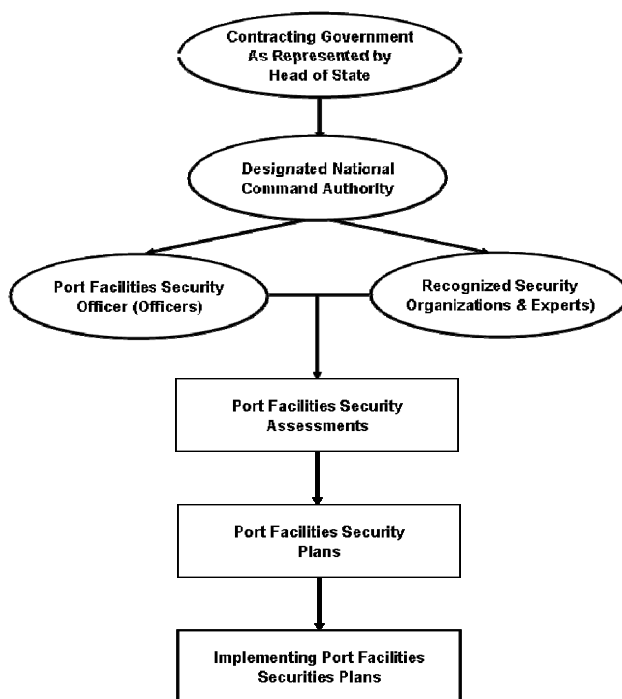 Contracting Government
As Represented by
Head of State
Designated National
Command Authority
Port Facilities Security
Officer (Officers)
Recognized Security
Organizations & Experts)
Port Facilities Security
Assessments
Port Facilities Security
Plans
Implementing Port Facilities
Securities Plans